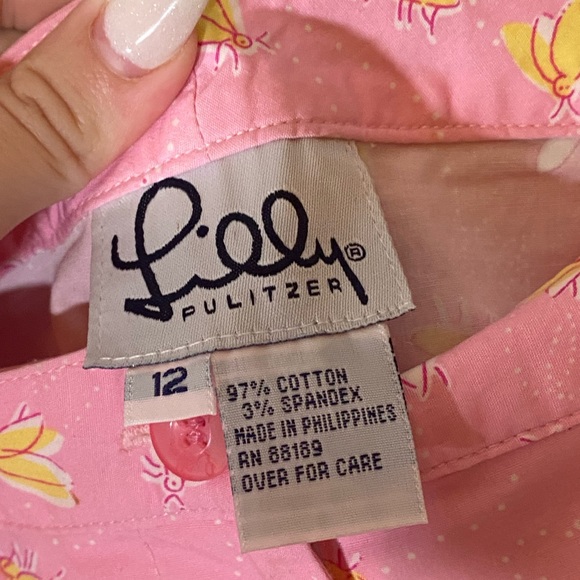 Lilly®
PULITZER
12
97% COTTON
3% SPANDEX
MADE IN PHILIPPINES
RN 88189
OVER FOR CARE